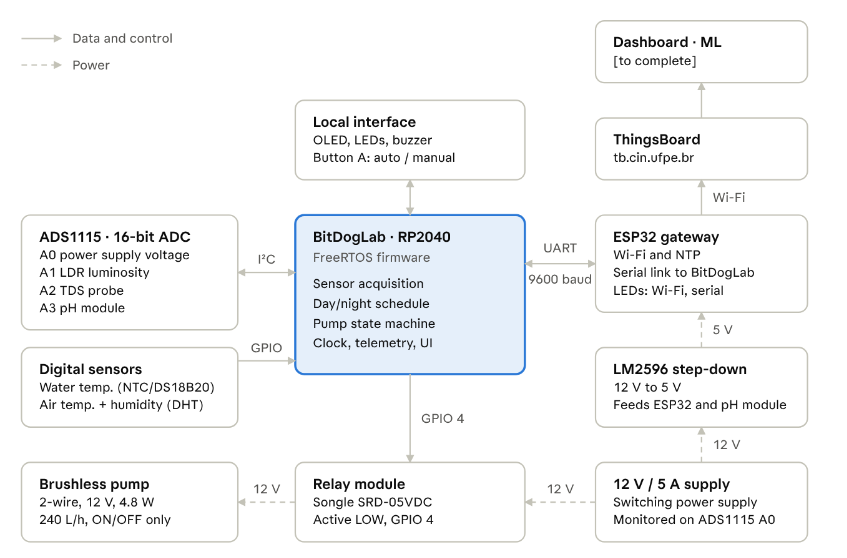 Data and control
Power
Dashboard · ML
[to complete]
Local interface
OLED, LEDs, buzzer
Button A: auto / manual
ThingsBoard
tb.cin.ufpe.br
Wi-Fi
ADS1115 · 16-bit ADC
A0 power supply voltage
A1 LDR luminosity
A2 TDS probe
A3 pH module
I²C
BitDogLab · RP2040
FreeRTOS firmware
Sensor acquisition
Day/night schedule
Pump state machine
Clock, telemetry, UI
UART
9600 baud
ESP32 gateway
Wi-Fi and NTP
Serial link to BitDogLab
LEDs: Wi-Fi, serial
5 V
Digital sensors
Water temp. (NTC/DS18B20)
Air temp. + humidity (DHT)
GPIO
GPIO 4
LM2596 step-down
12 V to 5 V
Feeds ESP32 and pH module
12 V
Brushless pump
2-wire, 12 V, 4.8 W
240 L/h, ON/OFF only
12 V
Relay module
Songle SRD-05VDC
Active LOW, GPIO 4
12 V
12 V / 5 A supply
Switching power supply
Monitored on ADS1115 A0